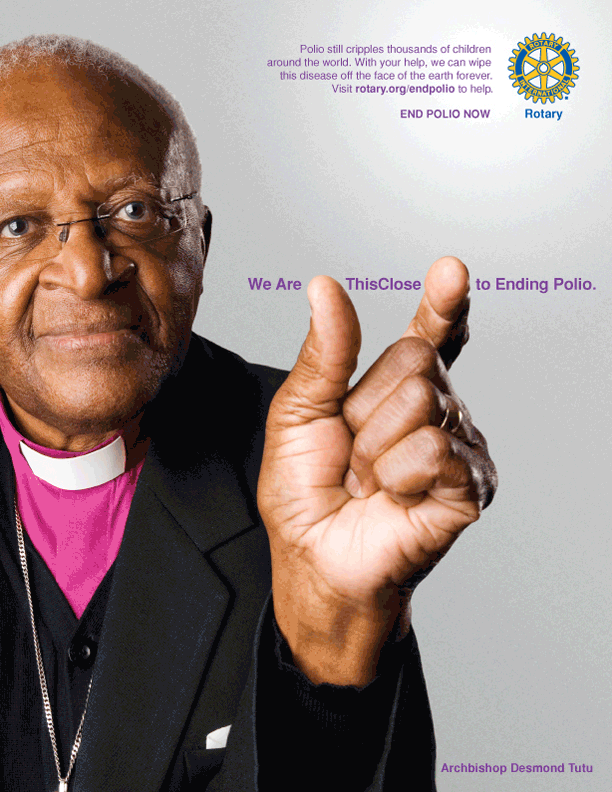 Polio still cripples thousands of children
around the world. With your help, we can wipe
this disease off the face of the earth forever.
Visit rotary.org/endpolio to help.
END POLIO NOW
ROTARY
INTERNATIONAL
Rotary
We Are ThisClose to Ending Polio.
Archbishop Desmond Tutu